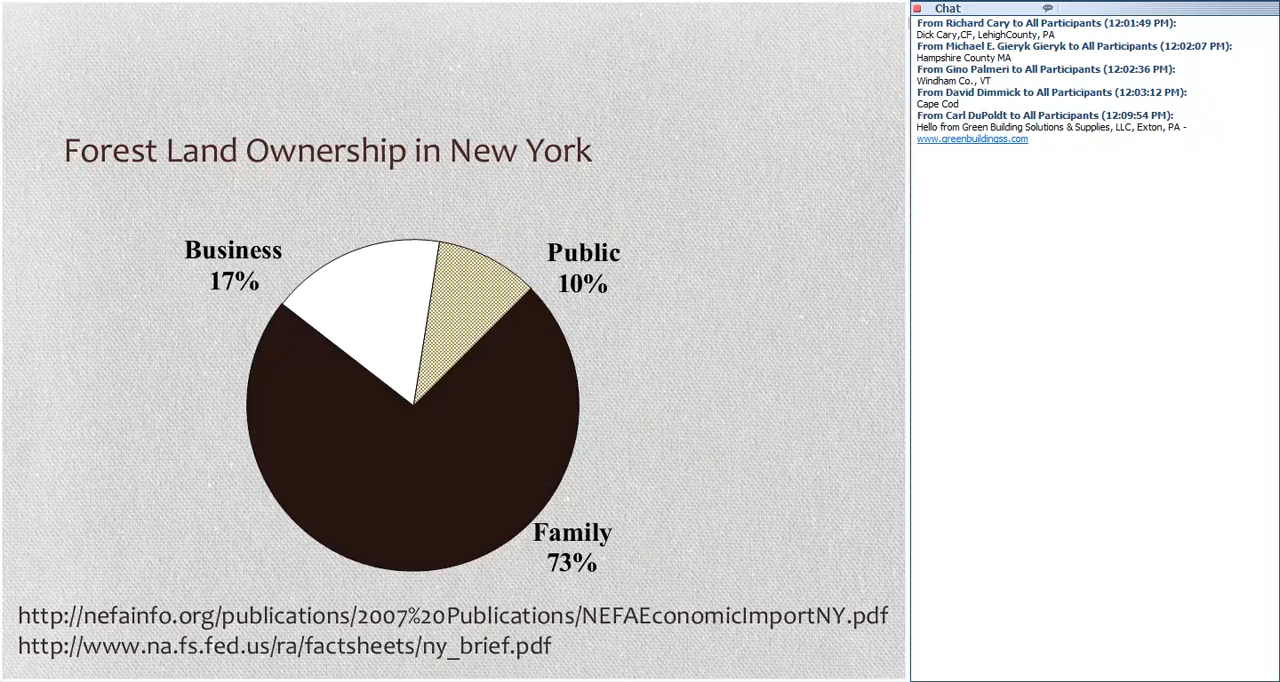 Forest Land Ownership in New York
Business
17%
Public
10%
Family
73%
http://nefainfo.org/publications/2007%20Publications/NEFAEconomicImportNY.pdf
http://www.na.fs.fed.us/ra/factsheets/ny_brief.pdf
Chat
From Richard Cary to All Participants (12:01:49 PM):
Dick Cary,CF, LehighCounty, PA
From Michael E. Gieryk Gieryk to All Participants (12:02:07 PM):
Hampshire County MA
From Gino Palmeri to All Participants (12:02:36 PM):
Windham Co., VT
From David Dimmick to All Participants (12:03:12 PM):
Cape Cod
From Carl DuPoldt to All Participants (12:09:54 PM):
Hello from Green Building Solutions & Supplies, LLC, Exton, PA -
www.greenbuildingss.com